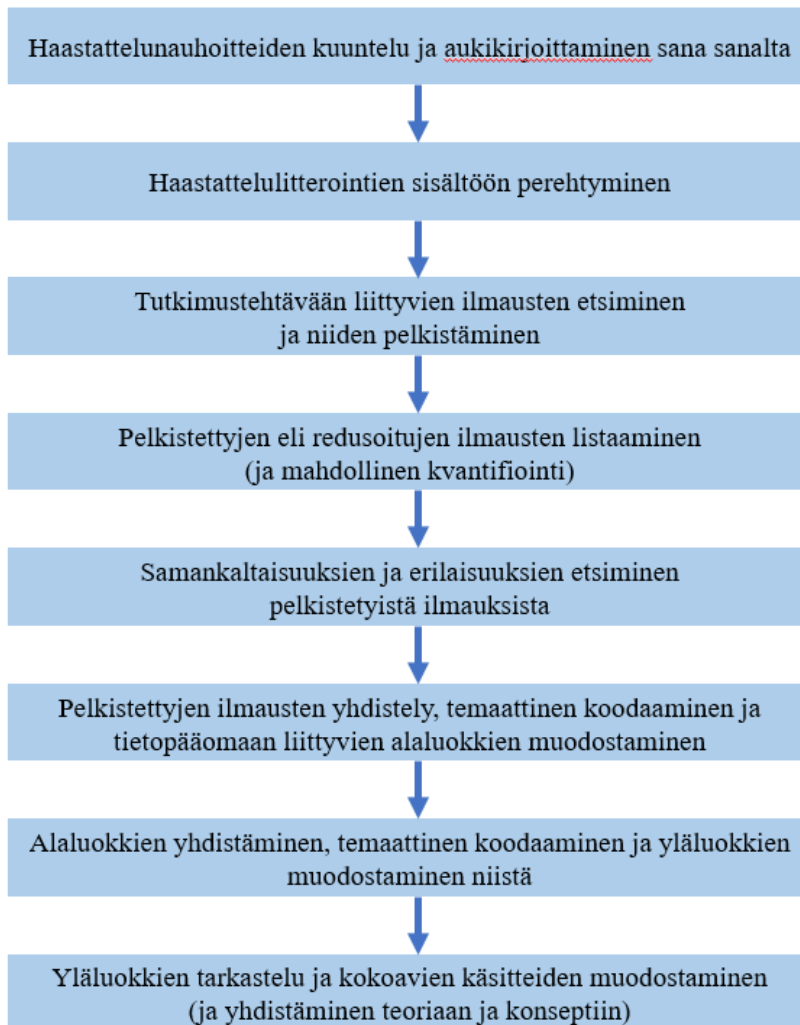 Haastattelunauhoitteiden kuuntelu ja aukikirjoittaminen sana sanalta
Haastattelulitterointien sisältöön perehtyminen
Tutkimustehtävään liittyvien ilmausten etsiminen
ja niiden pelkistäminen
Pelkistettyjen eli redusoitujen ilmausten listaaminen
(ja mahdollinen kvantifiointi)
Samankaltaisuuksien ja erilaisuuksien etsiminen
pelkistetyistä ilmauksista
Pelkistettyjen ilmausten yhdistely, temaattinen koodaaminen ja
tietopääomaan liittyvien alaluokkien muodostaminen
Alaluokkien yhdistäminen, temaattinen koodaaminen ja yläluokkien
muodostaminen niistä
Yläluokkien tarkastelu ja kokoavien käsitteiden muodostaminen
(ja yhdistäminen teoriaan ja konseptiin)